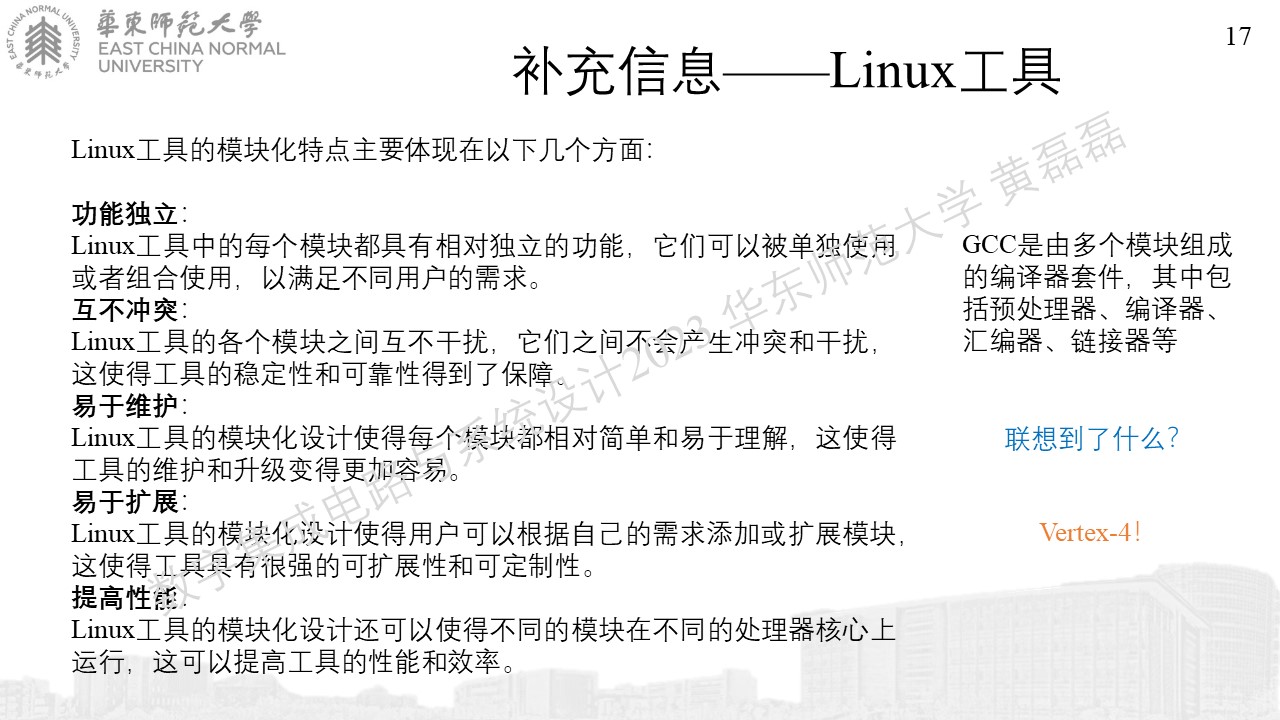 華東師范大學
EAST CHINA NORMAL
UNIVERSITY
EAST CHINA NORMAL UNIVERSITY
華東師范大學
17
补充信息——Linux工具
Linux工具的模块化特点主要体现在以下几个方面：
功能独立：
Linux工具中的每个模块都具有相对独立的功能，它们可以被单独使用
或者组合使用，以满足不同用户的需求。
互不冲突：
Linux工具的各个模块之间互不干扰，它们之间不会产生冲突和干扰，
这使得工具的稳定性和可靠性得到了保障。
易于维护：
Linux工具的模块化设计使得每个模块都相对简单和易于理解，这使得
工具的维护和升级变得更加容易。
易于扩展：
Linux工具的模块化设计使得用户可以根据自己的需求添加或扩展模块，
这使得工具具有很强的可扩展性和可定制性。
提高性能：
Linux工具的模块化设计还可以使得不同的模块在不同的处理器核心上
运行，这可以提高工具的性能和效率。
GCC是由多个模块组成
的编译器套件，其中包
括预处理器、编译器、
汇编器、链接器等
联想到了什么？
Vertex-4！
数字集成电路与系统设计2023 华东师范大学 黄磊磊